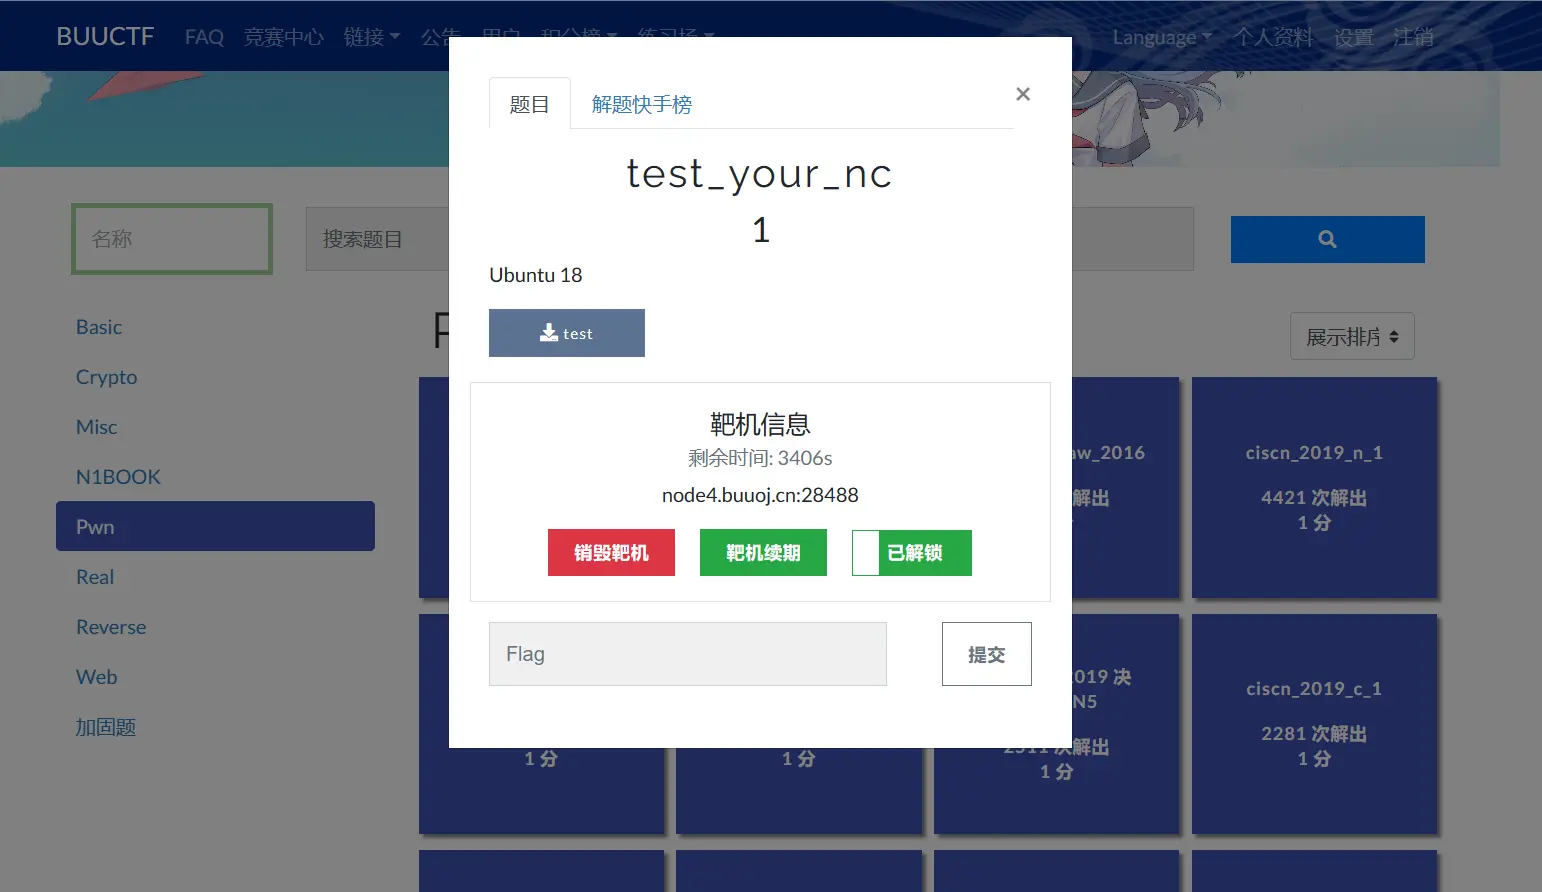 BUUCTF FAQ 竞赛中心 链接 公告 用户 积分榜 练习场 Language 个人资料 设置 注销
题目 解题快手榜 ×
test_your_nc
1
Ubuntu 18
test
靶机信息
剩余时间: 3406s
node4.buuoj.cn:28488
销毁靶机 靶机续期 已解锁
Flag 提交
名称 搜索题目
Basic
Crypto
Misc
N1BOOK
Pwn
Real
Reverse
Web
加固题
展示排序
aw_2016
解出
ciscn_2019_n_1
4421 次解出
1 分
1 分
1 分
2019 决
N5
2311 次解出
1 分
ciscn_2019_c_1
2281 次解出
1 分